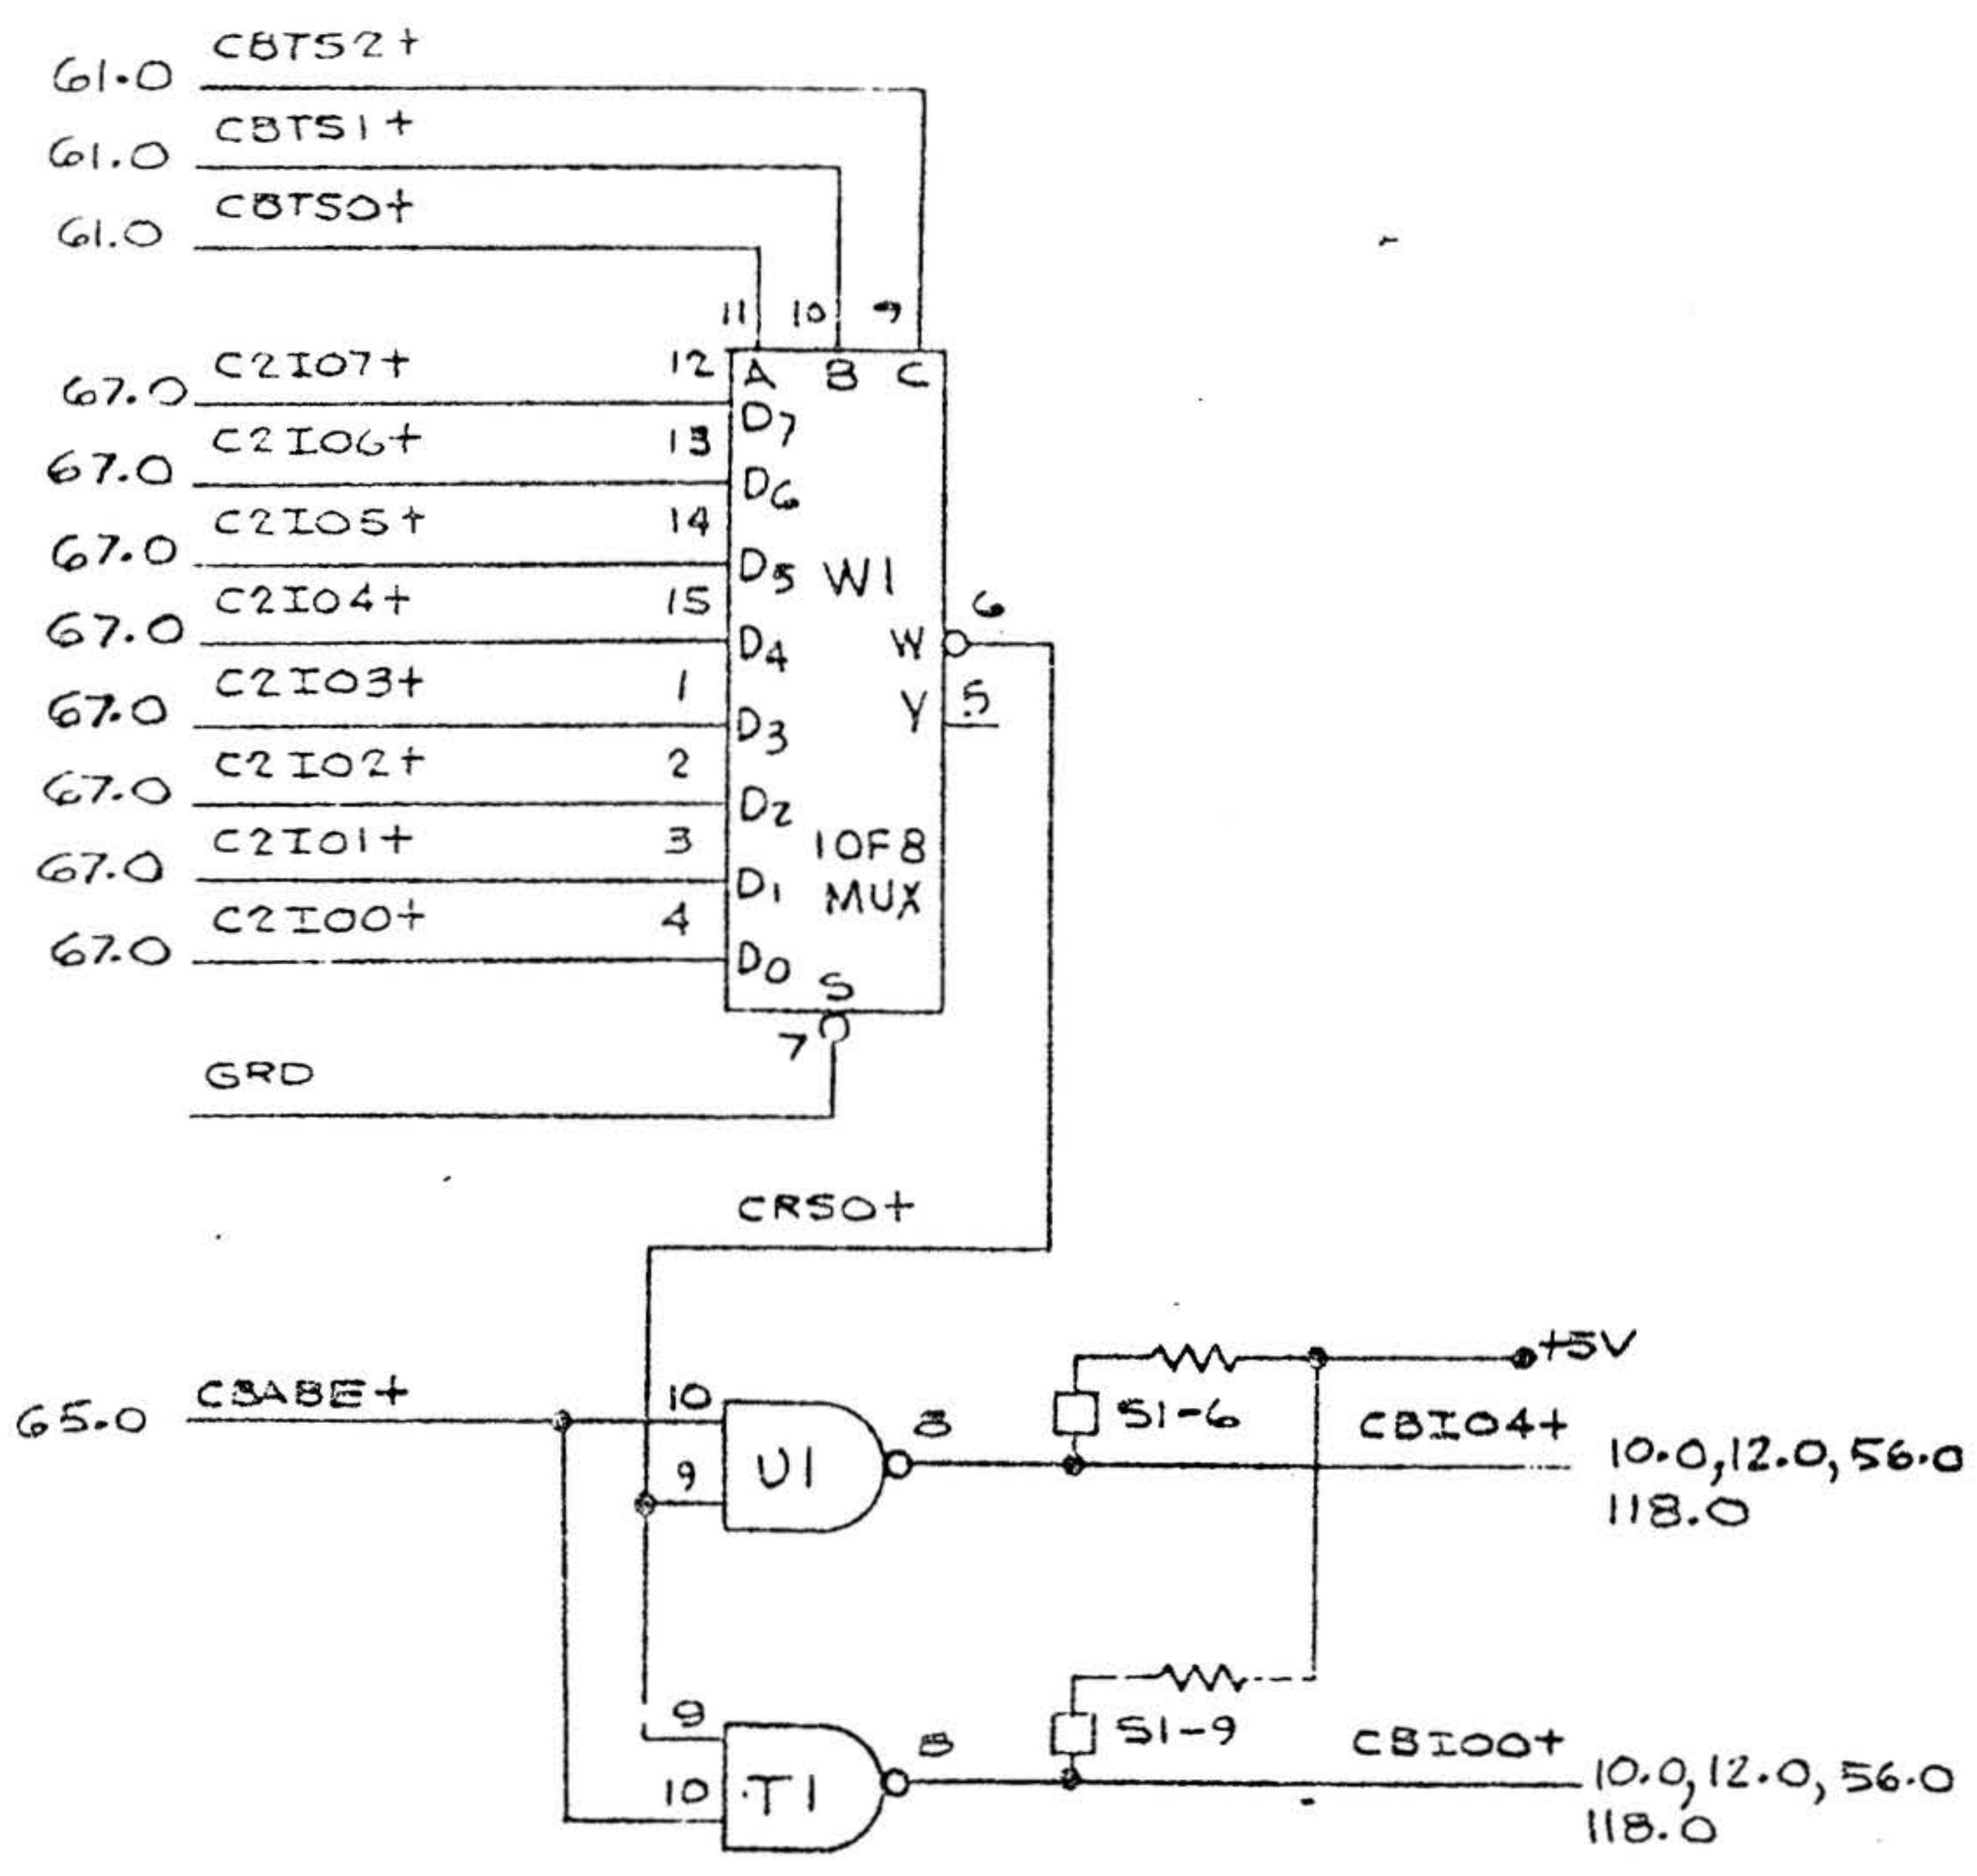 CBTS2+
61.0
CBTS1+
61.0
CBTS0+
61.0
11 10 9
C2IO7+ 12 A B C
67.0 D7
C2IO6+ 13
67.0 D6
C2IO5+ 14
67.0 D5 W1
C2IO4+ 15 6
67.0 D4 W
C2IO3+ 1 5
67.0 D3 Y
C2IO2+ 2
67.0 D2
C2IO1+ 3 1OF8
67.0 D1 MUX
C2IO0+ 4
67.0 D0
S
7
GRD
CRS0+
+5V
CBABE+ 10 8 S1-6 CBIO4+
65.0
9 U1 10.0,12.0,56.0
118.0
9 8 S1-9 CBIO0+
10 T1 10.0,12.0,56.0
118.0